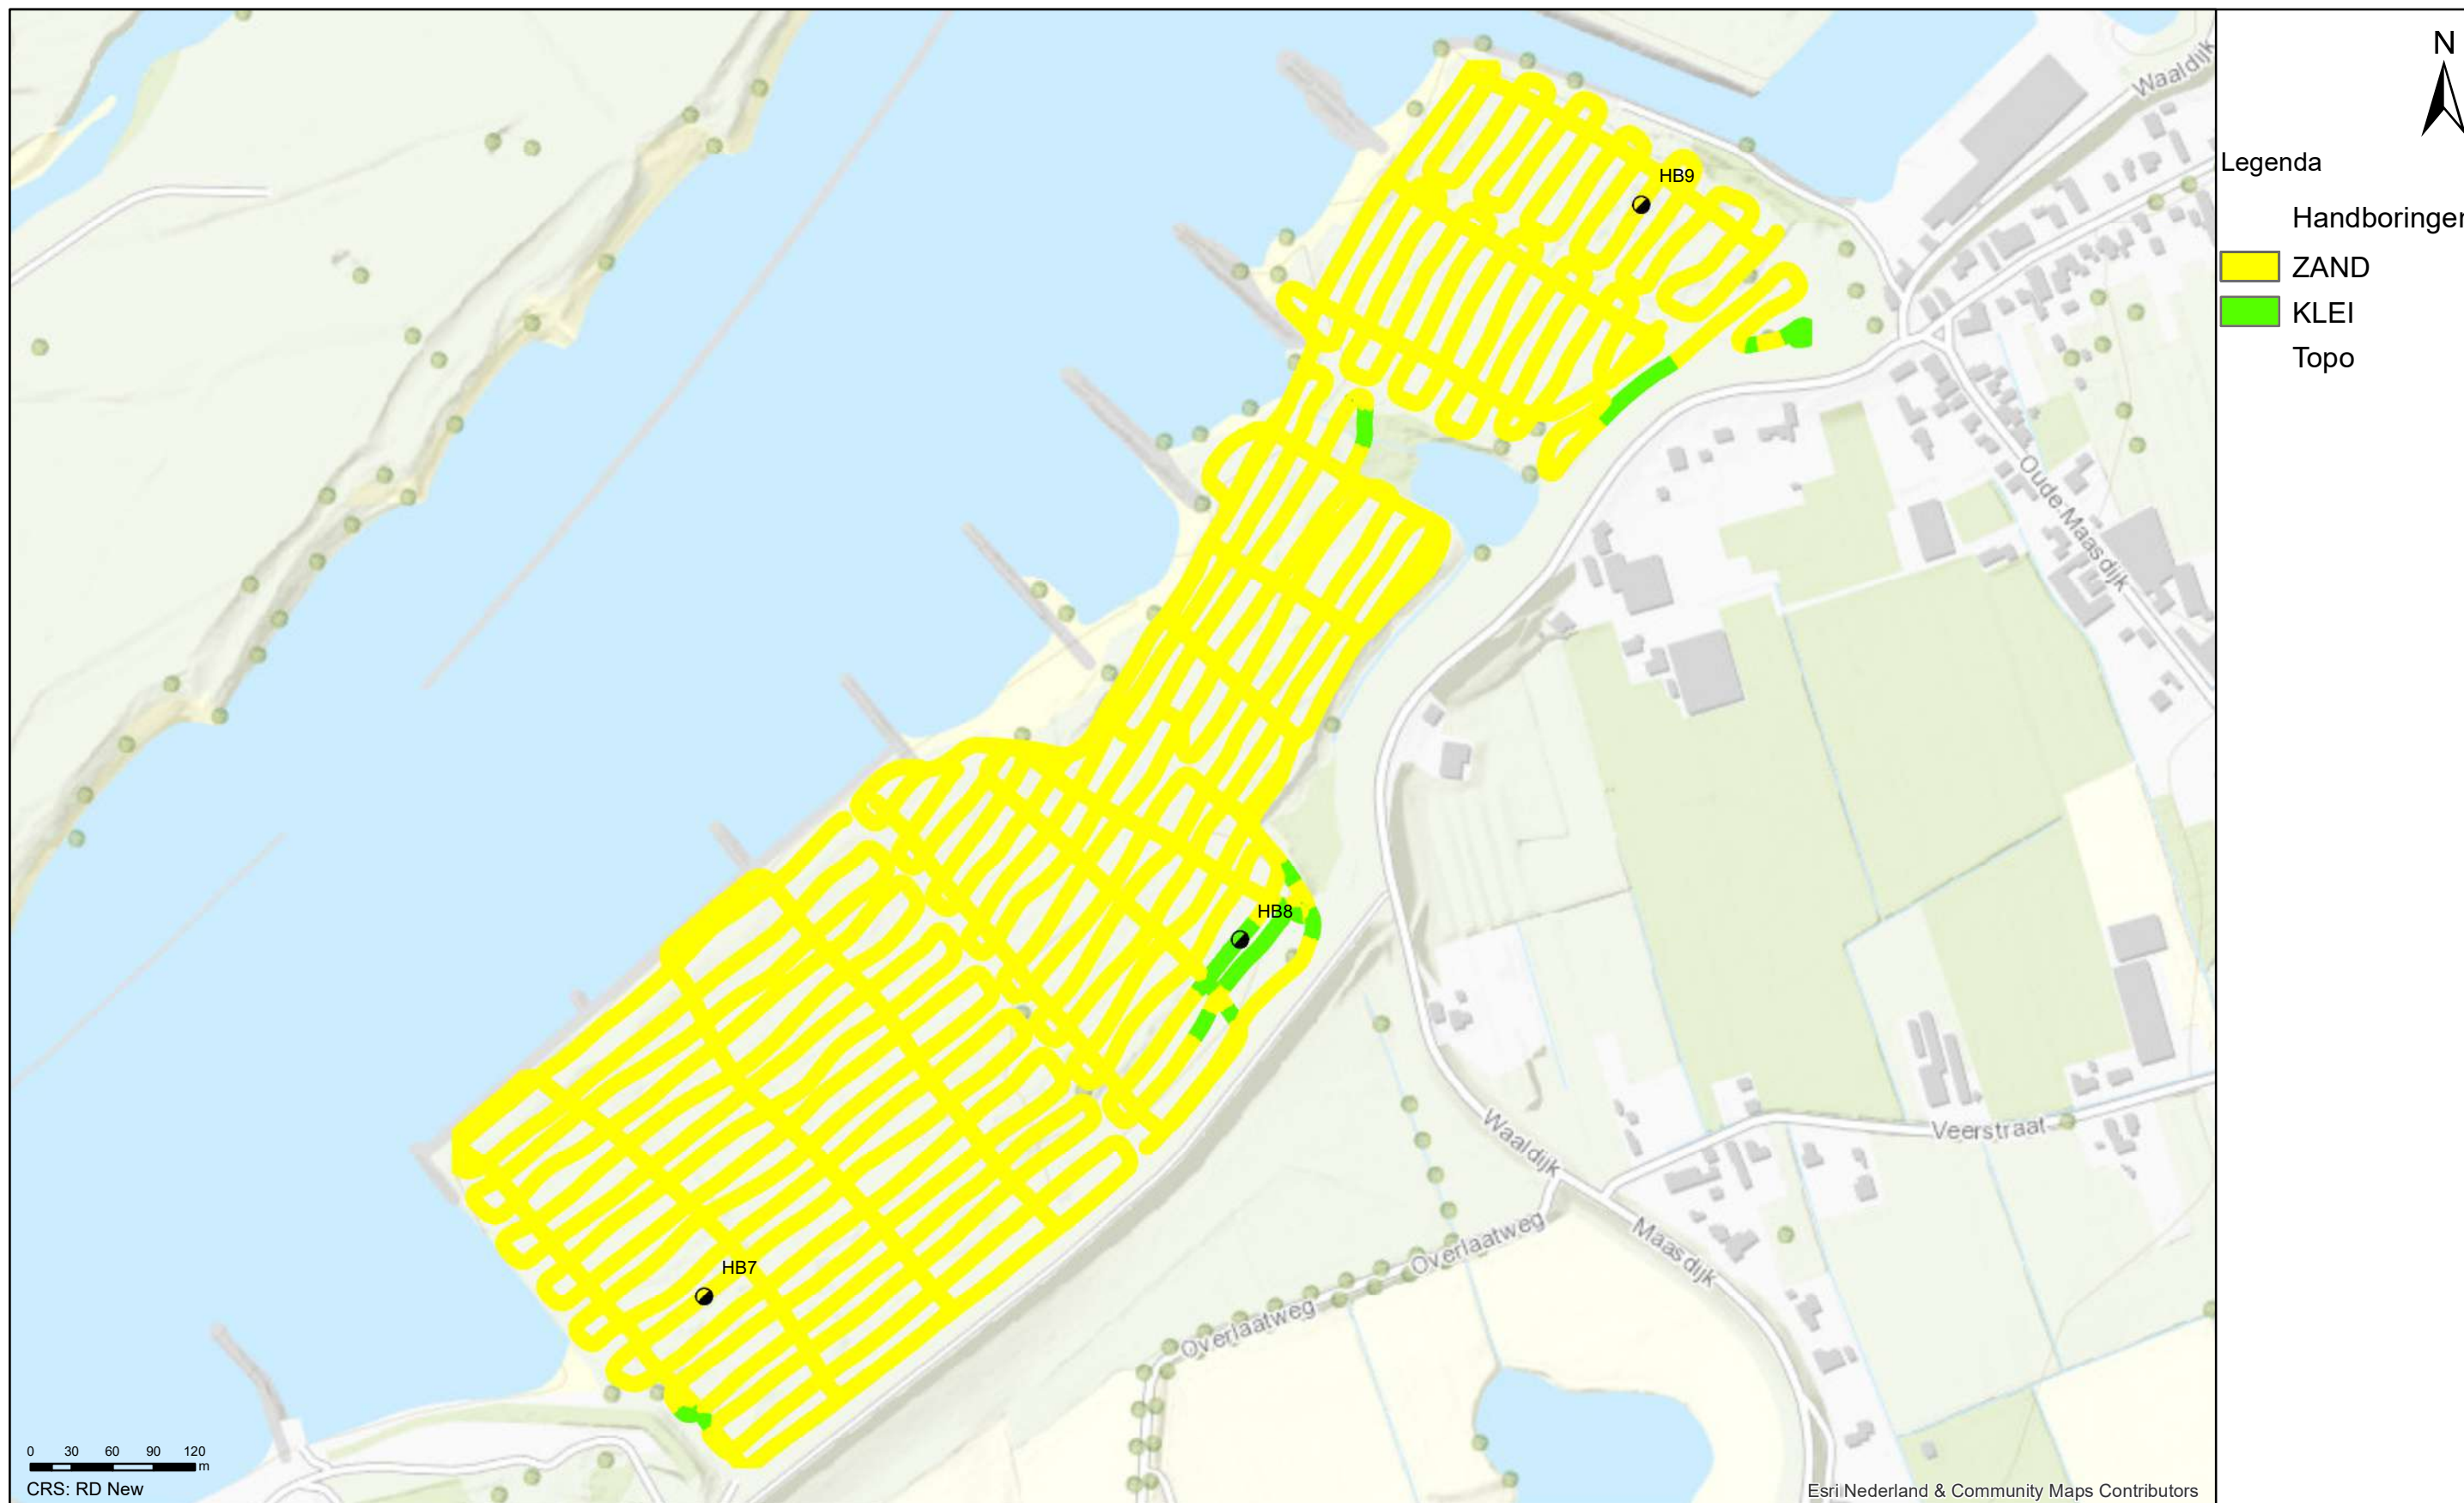 N
Waaldijk
Legenda
HB9
Handboringen
ZAND
KLEI
Topo
Oude-Maasdijk
HB8
Waaldijk
Veerstraat
Overlaatweg
Maasdijk
HB7
Overlaatweg
0 30 60 90 120
m
CRS: RD New
Esri Nederland & Community Maps Contributors